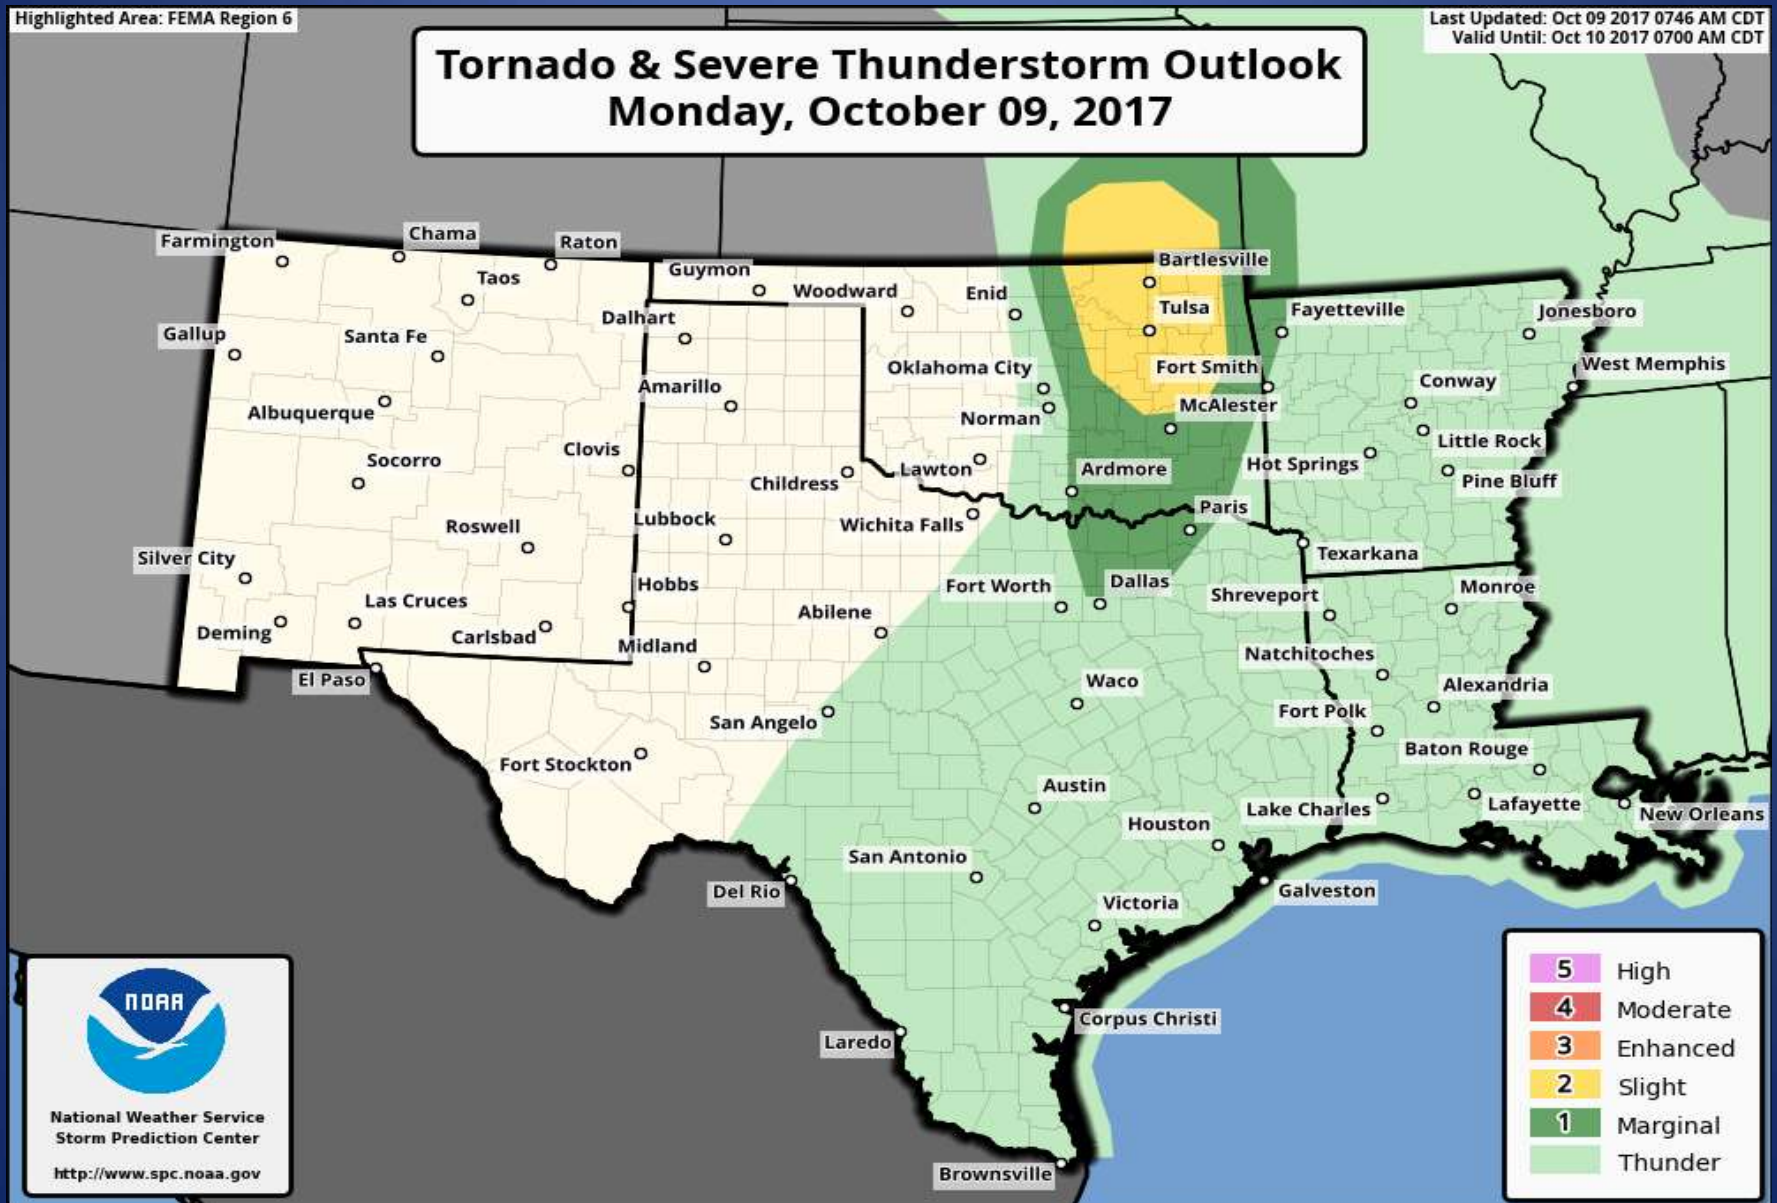 Highlighted Area: FEMA Region 6
Last Updated: Oct 09 2017 0746 AM CDT
Valid Until: Oct 10 2017 0700 AM CDT
Tornado & Severe Thunderstorm Outlook
Monday, October 09, 2017
Farmington
Chama
Raton
Taos
Guymon
Woodward
Enid
Bartlesville
Tulsa
Fayetteville
Jonesboro
Gallup
Santa Fe
Dalhart
Oklahoma City
Fort Smith
West Memphis
Albuquerque
Amarillo
Norman
McAlester
Conway
Socorro
Clovis
Childress
Lawton
Ardmore
Hot Springs
Little Rock
Pine Bluff
Roswell
Lubbock
Wichita Falls
Paris
Texarkana
Silver City
Hobbs
Fort Worth
Dallas
Shreveport
Monroe
Las Cruces
Deming
Carlsbad
Abilene
Midland
Natchitoches
El Paso
Waco
Alexandria
San Angelo
Fort Polk
Fort Stockton
Baton Rouge
Austin
Lake Charles
Lafayette
New Orleans
Houston
San Antonio
Del Rio
Galveston
Victoria
Corpus Christi
Laredo
Brownsville
NOAA
National Weather Service
Storm Prediction Center
http://www.spc.noaa.gov
5 High
4 Moderate
3 Enhanced
2 Slight
1 Marginal
Thunder